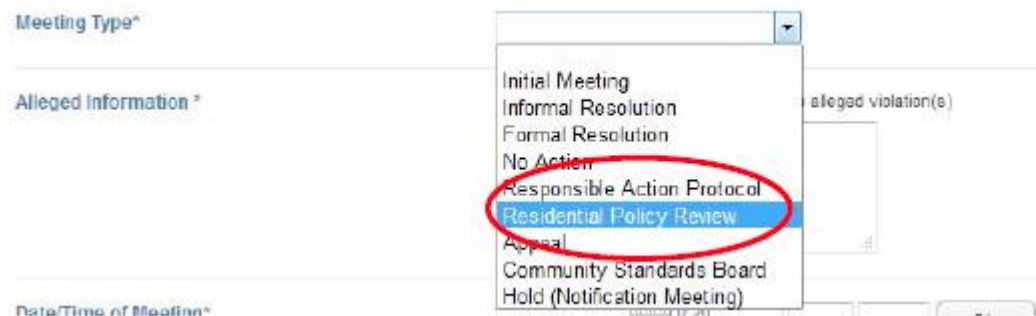 Meeting Type*
Initial Meeting
Alleged Information *
alleged violation(s)
Informal Resolution
Formal Resolution
No Action
Responsible Action Protocol
Residential Policy Review
Appeal
Community Standards Board
Hold (Notification Meeting)
Date/Time of Meeting*